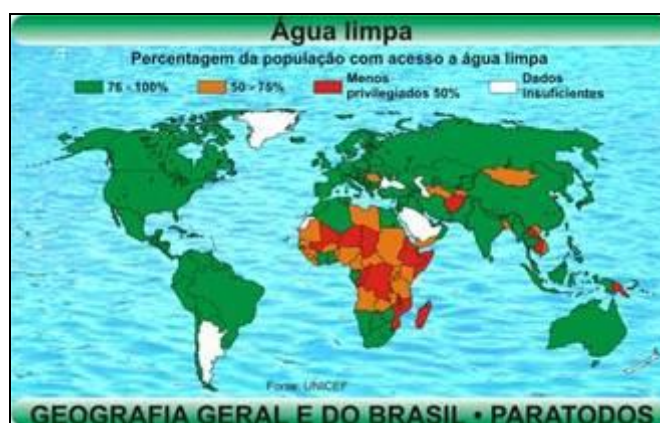 Água limpa
Percentagem da população com acesso a água limpa
76 - 100%
50 - 75%
Menos
privilegiados 50%
Dados
insuficientes
Fonte: UNICEF
GEOGRAFIA GERAL E DO BRASIL • PARATODOS